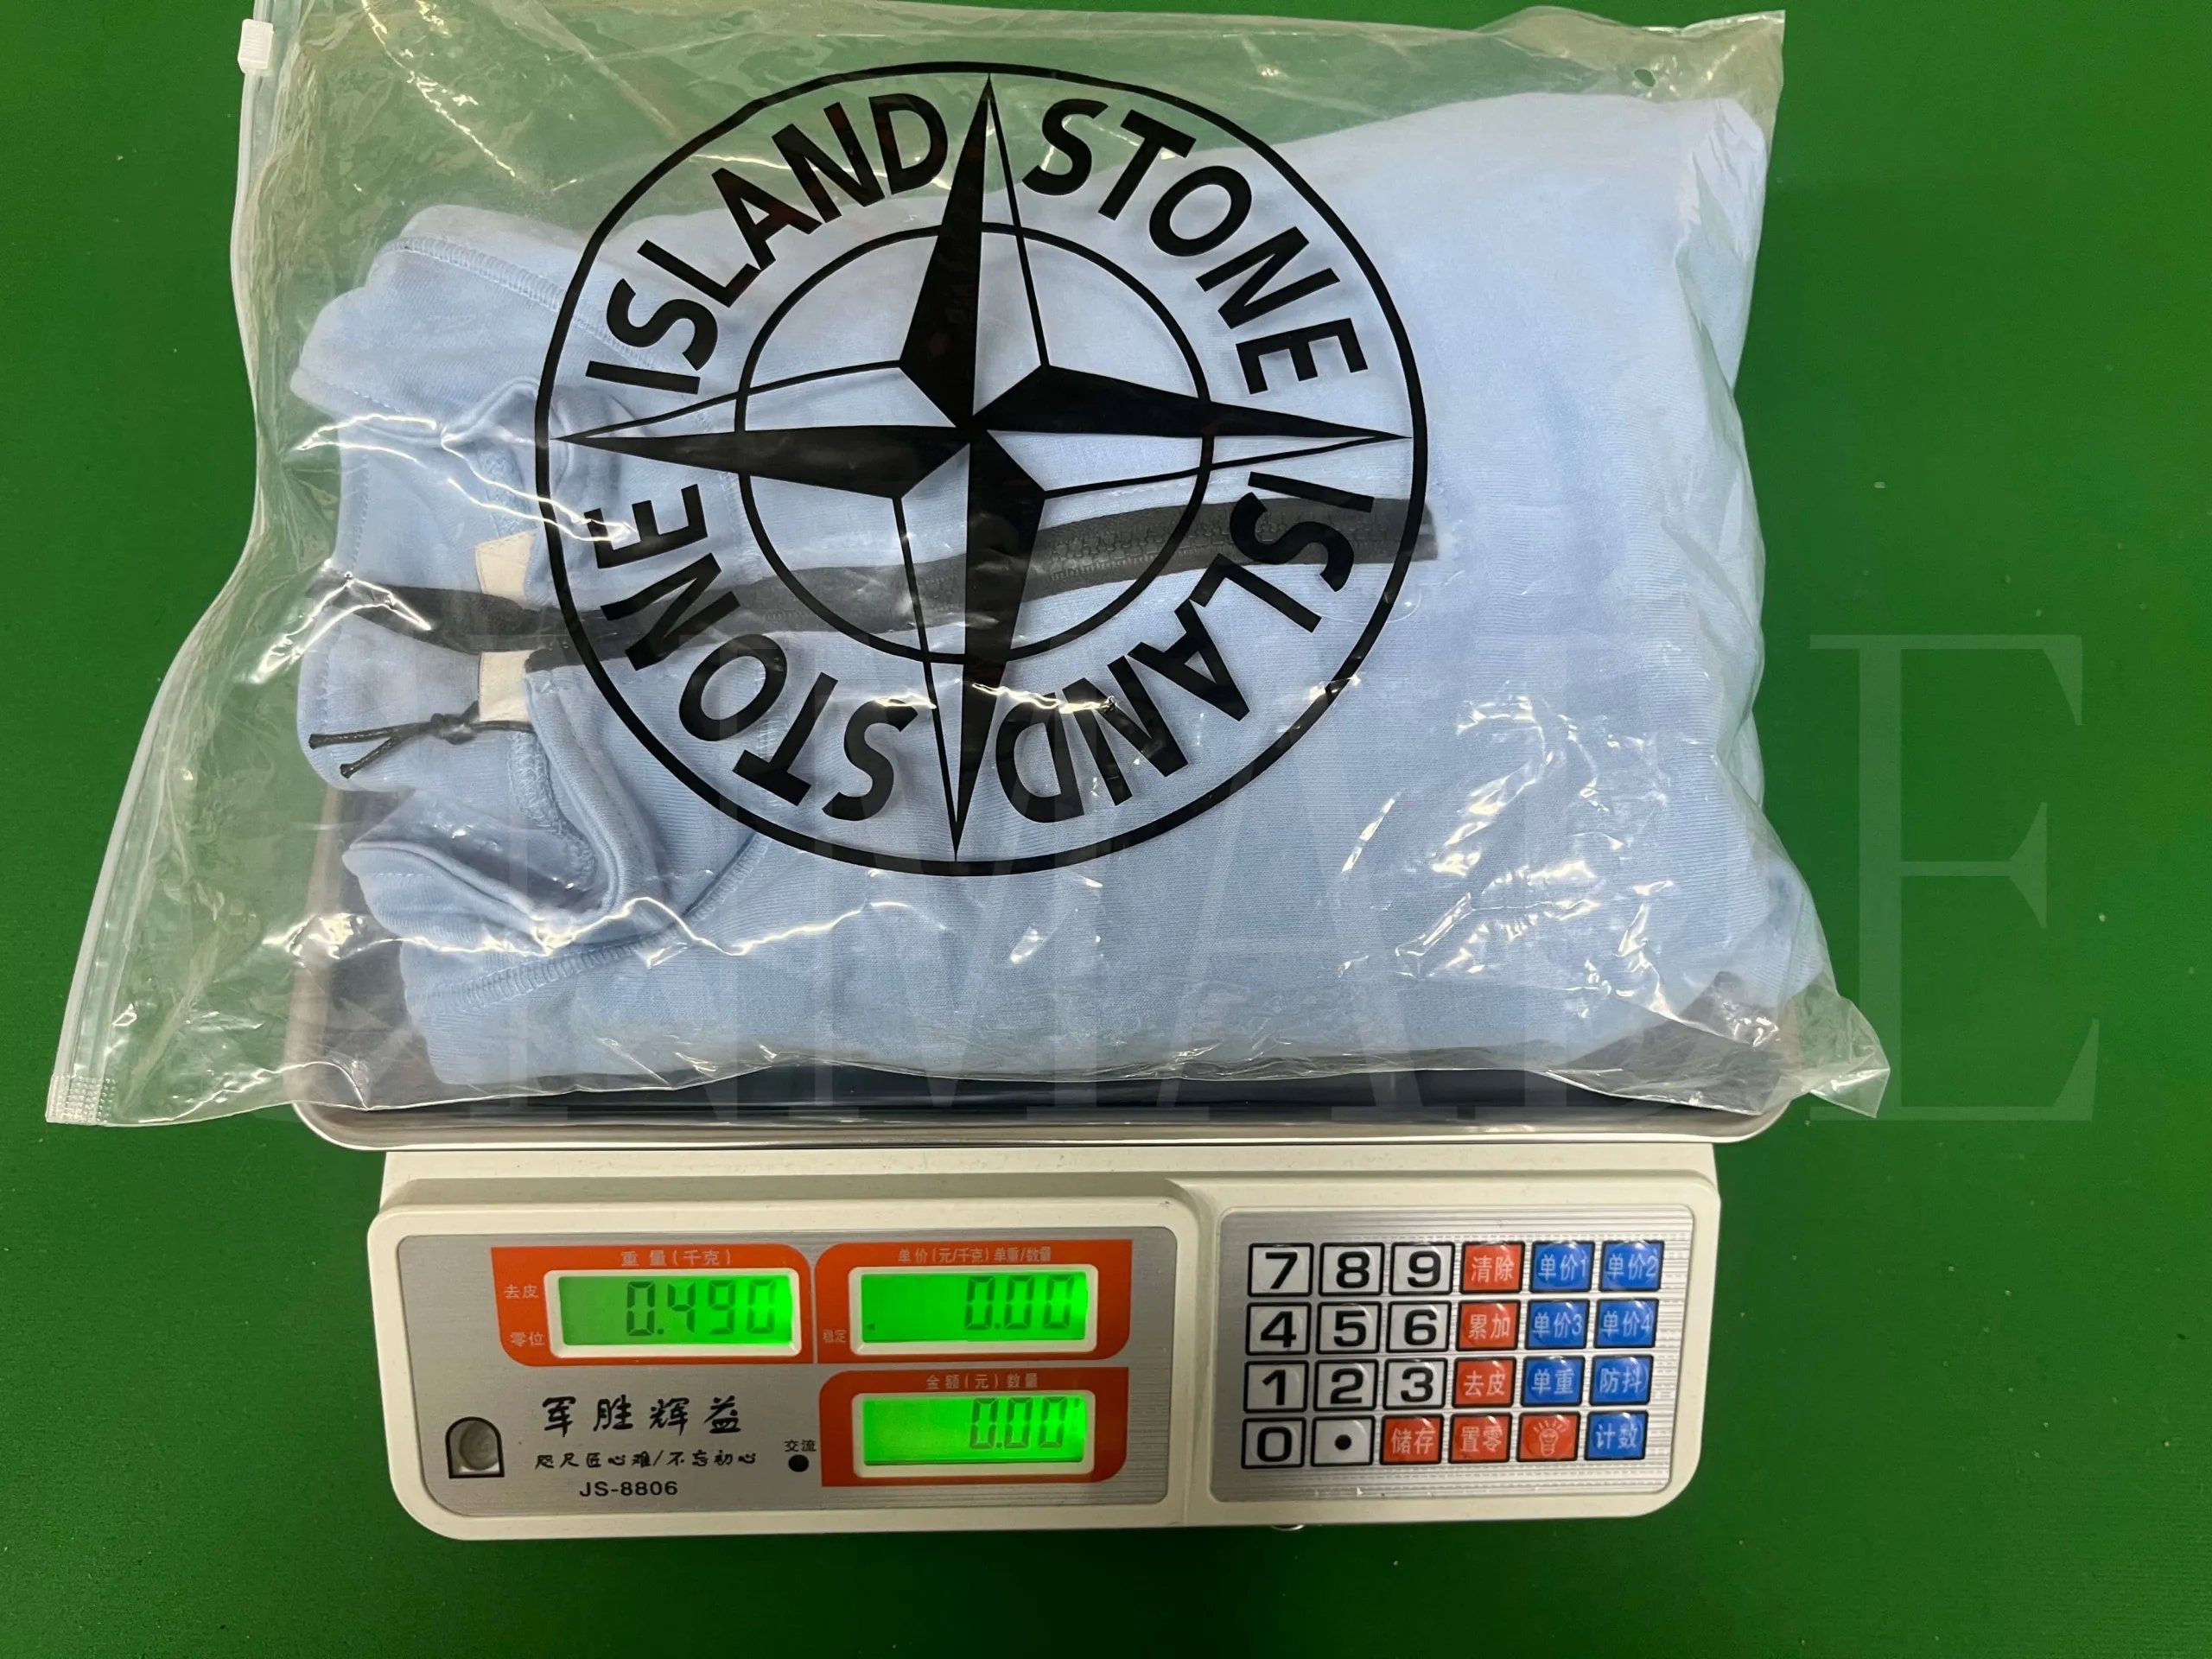 ISLAND STONE ISLAND STONE
重量(千克)
单价(元/千克)单重/数量
去皮
零位
0.490
稳定
0.00
金额(元)数量
0.00
军胜辉益
咫尺匠心难/不忘初心
交流
JS-8806
7 8 9 清除 单价1 单价2
4 5 6 累加 单价3 单价4
1 2 3 去皮 单重 防抖
0 • 储存 置零 计数